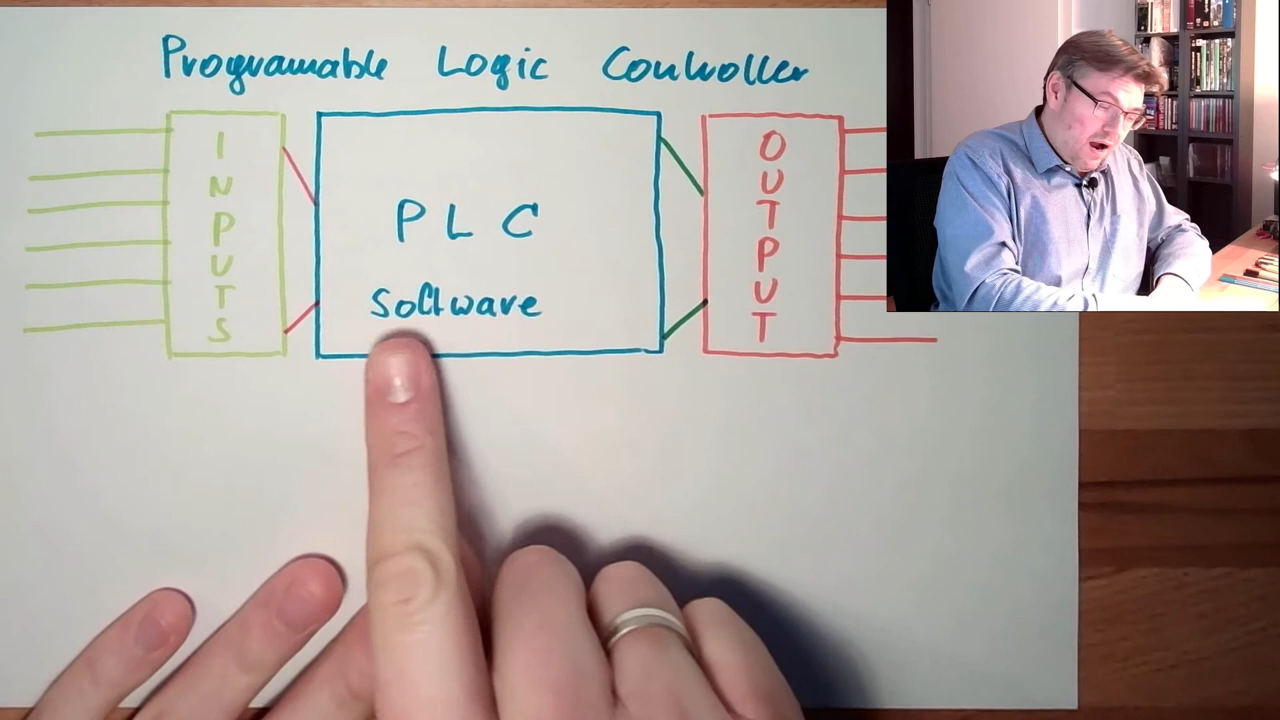 Programable Logic Controller
INPUTS
PLC
Software
OUTPUT